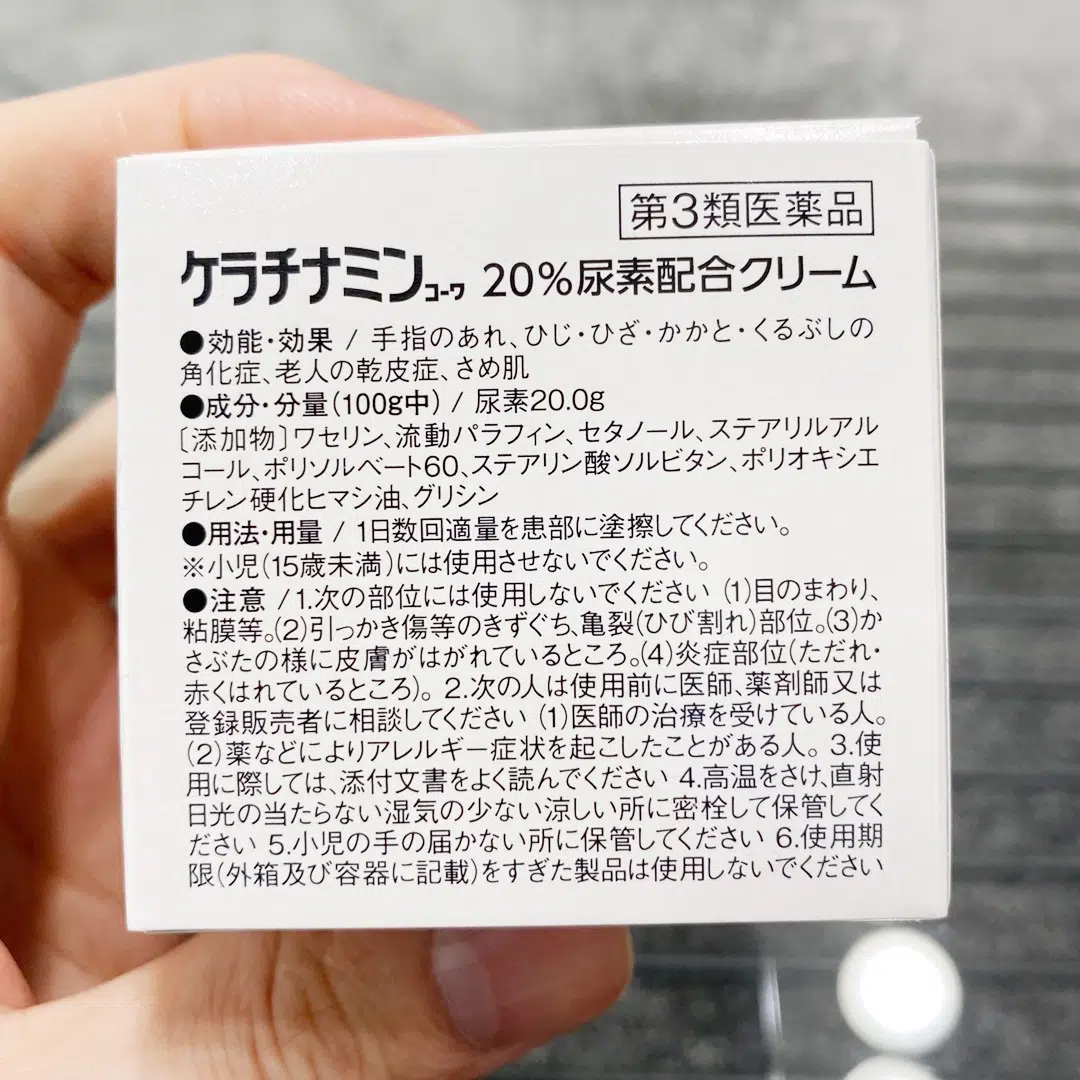 第3類医薬品
ケラチナミンコーワ 20%尿素配合クリーム
●効能・効果 / 手指のあれ、ひじ・ひざ・かかと・くるぶしの
角化症、老人の乾皮症、さめ肌
●成分・分量(100g中) / 尿素20.0g
〔添加物〕ワセリン、流動パラフィン、セタノール、ステアリルアル
コール、ポリソルベート60、ステアリン酸ソルビタン、ポリオキシエ
チレン硬化ヒマシ油、グリシン
●用法・用量 / 1日数回適量を患部に塗擦してください。
※小児(15歳未満)には使用させないでください。
●注意 /1.次の部位には使用しないでください (1)目のまわり、
粘膜等。(2)引っかき傷等のきずぐち、亀裂(ひび割れ)部位。(3)か
さぶたの様に皮膚がはがれているところ。(4)炎症部位(ただれ・
赤くはれているところ)。 2.次の人は使用前に医師、薬剤師又は
登録販売者に相談してください (1)医師の治療を受けている人。
(2)薬などによりアレルギー症状を起こしたことがある人。 3.使
用に際しては、添付文書をよく読んでください 4.高温をさけ、直射
日光の当たらない湿気の少ない涼しい所に密栓して保管してく
ださい 5.小児の手の届かない所に保管してください 6.使用期
限(外箱及び容器に記載)をすぎた製品は使用しないでください